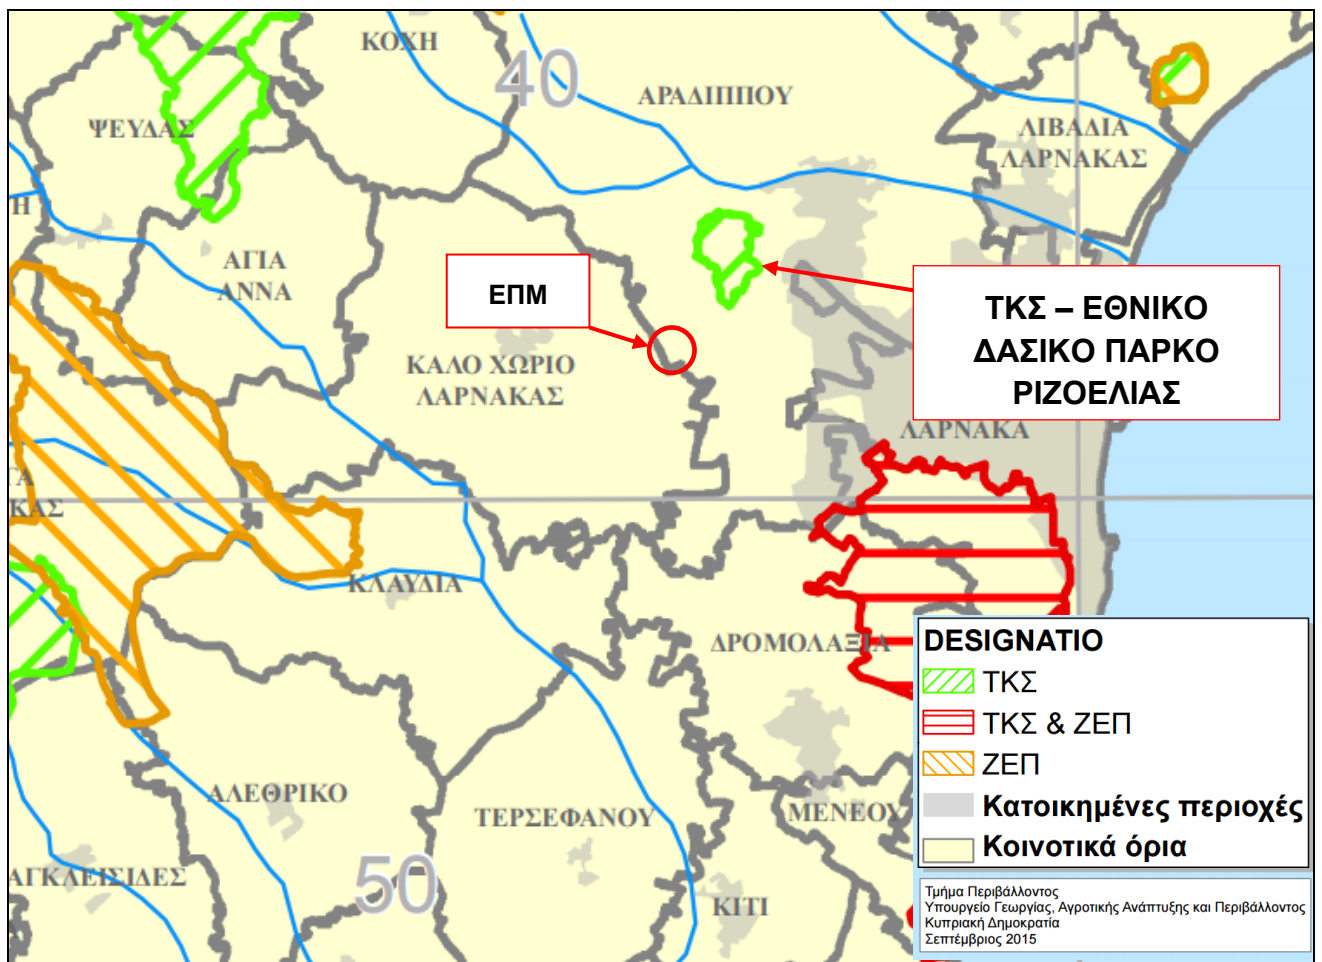 ΚΟΧΗ
40
ΑΡΑΔΙΠΠΟΥ
ΨΕΥΔΑΣ
ΛΙΒΑΔΙΑ
ΛΑΡΝΑΚΑΣ
Η
ΑΓΙΑ
ΑΝΝΑ
ΕΠΜ
ΤΚΣ – ΕΘΝΙΚΟ
ΔΑΣΙΚΟ ΠΑΡΚΟ
ΡΙΖΟΕΛΙΑΣ
ΚΑΛΟ ΧΩΡΙΟ
ΛΑΡΝΑΚΑΣ
ΛΑΡΝΑΚΑ
ΓΑ
ΚΑΣ
ΚΛΑΥΔΙΑ
ΔΡΟΜΟΛΑΞΙΑ
ΑΛΕΘΡΙΚΟ
ΤΕΡΣΕΦΑΝΟΥ
ΜΕΝΕΟΥ
50
ΑΓΚΛΕΙΣΙΔΕΣ
ΚΙΤΙ
DESIGNATIO
ΤΚΣ
ΤΚΣ & ΖΕΠ
ΖΕΠ
Κατοικημένες περιοχές
Κοινοτικά όρια
Τμήμα Περιβάλλοντος
Υπουργείο Γεωργίας, Αγροτικής Ανάπτυξης και Περιβάλλοντος
Κυπριακή Δημοκρατία
Σεπτέμβριος 2015